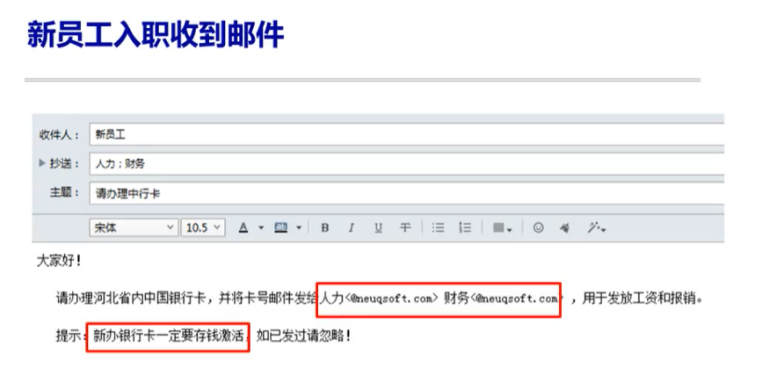 新员工入职收到邮件
收件人： 新员工
抄送： 人力；财务
主题： 请办理中行卡
宋体 10.5 A B I U T
大家好！
请办理河北省内中国银行卡，并将卡号邮件发给人力<@neuqsoft.com> 财务<@neuqsoft.com> ，用于发放工资和报销。
提示：新办银行卡一定要存钱激活，如已发过请忽略！